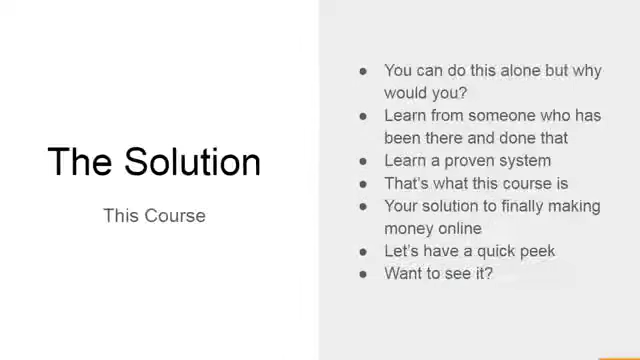 The Solution
This Course
● You can do this alone but why
would you?
● Learn from someone who has
been there and done that
● Learn a proven system
● That's what this course is
● Your solution to finally making
money online
● Let's have a quick peek
● Want to see it?